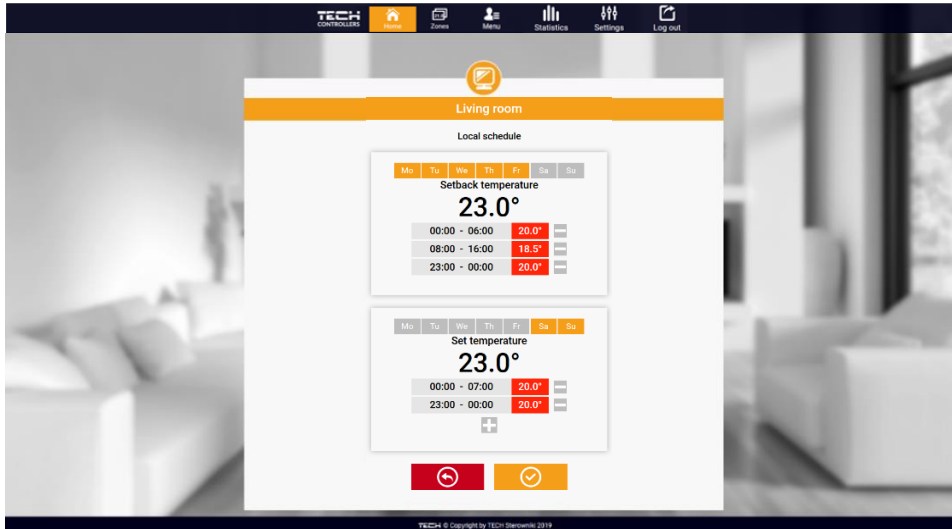 TECH CONTROLLERS
Home Zones Menu Statistics Settings Log out
Living room
Local schedule
Mo Tu We Th Fr Sa Su
Setback temperature
23.0°
00:00 - 06:00 20.0°
08:00 - 16:00 18.5°
23:00 - 00:00 20.0°
Mo Tu We Th Fr Sa Su
Set temperature
23.0°
00:00 - 07:00 20.0°
23:00 - 00:00 20.0°
TECH © Copyright by TECH Sterowniki 2019